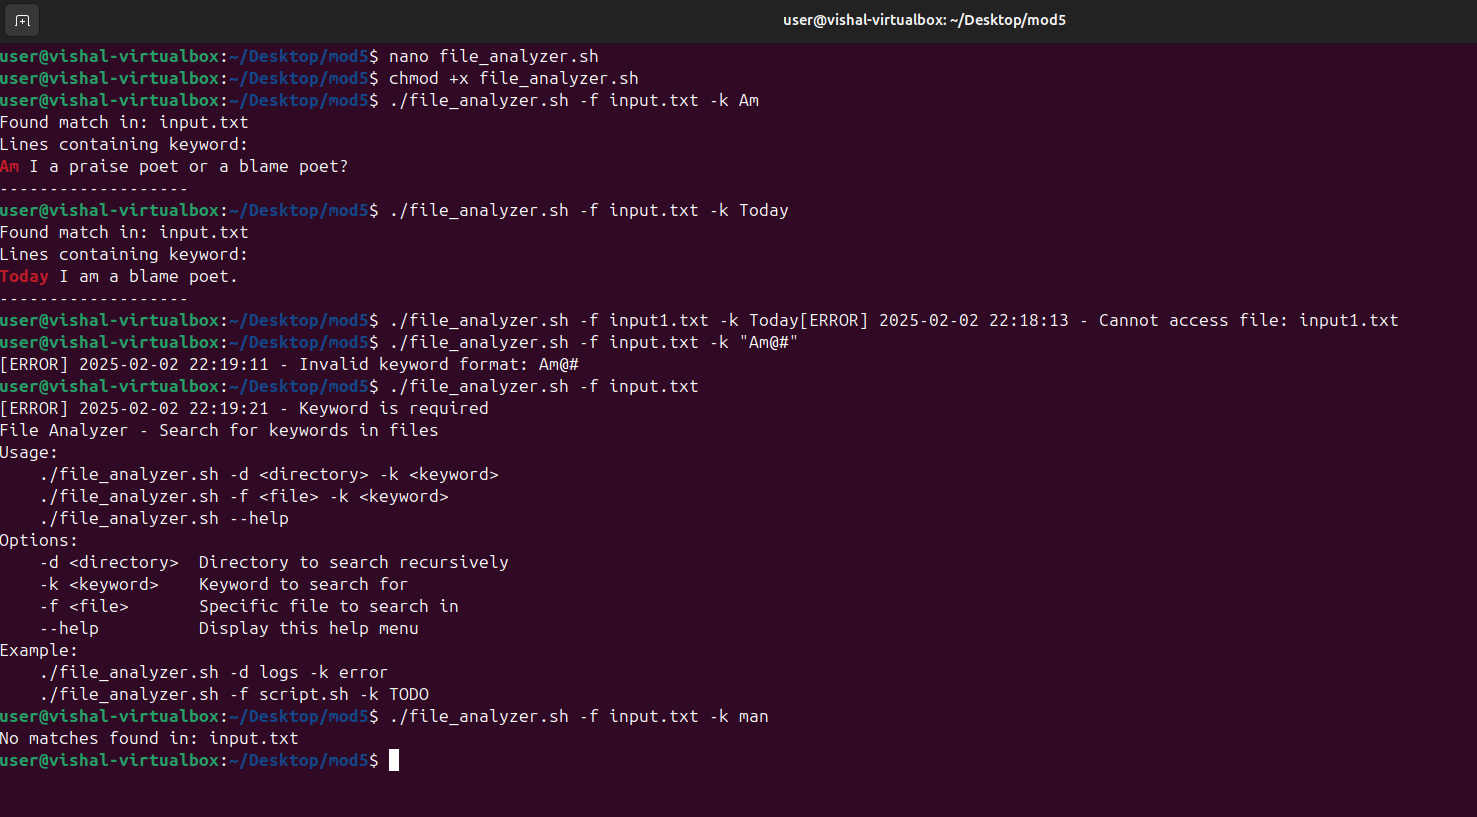 user@vishal-virtualbox: ~/Desktop/mod5
user@vishal-virtualbox:~/Desktop/mod5$ nano file_analyzer.sh
user@vishal-virtualbox:~/Desktop/mod5$ chmod +x file_analyzer.sh
user@vishal-virtualbox:~/Desktop/mod5$ ./file_analyzer.sh -f input.txt -k Am
Found match in: input.txt
Lines containing keyword:
Am I a praise poet or a blame poet?
-------------------
user@vishal-virtualbox:~/Desktop/mod5$ ./file_analyzer.sh -f input.txt -k Today
Found match in: input.txt
Lines containing keyword:
Today I am a blame poet.
-------------------
user@vishal-virtualbox:~/Desktop/mod5$ ./file_analyzer.sh -f input1.txt -k Today[ERROR] 2025-02-02 22:18:13 - Cannot access file: input1.txt
user@vishal-virtualbox:~/Desktop/mod5$ ./file_analyzer.sh -f input.txt -k "Am@#"
[ERROR] 2025-02-02 22:19:11 - Invalid keyword format: Am@#
user@vishal-virtualbox:~/Desktop/mod5$ ./file_analyzer.sh -f input.txt
[ERROR] 2025-02-02 22:19:21 - Keyword is required
File Analyzer - Search for keywords in files
Usage:
    ./file_analyzer.sh -d <directory> -k <keyword>
    ./file_analyzer.sh -f <file> -k <keyword>
    ./file_analyzer.sh --help
Options:
    -d <directory>  Directory to search recursively
    -k <keyword>    Keyword to search for
    -f <file>       Specific file to search in
    --help          Display this help menu
Example:
    ./file_analyzer.sh -d logs -k error
    ./file_analyzer.sh -f script.sh -k TODO
user@vishal-virtualbox:~/Desktop/mod5$ ./file_analyzer.sh -f input.txt -k man
No matches found in: input.txt
user@vishal-virtualbox:~/Desktop/mod5$